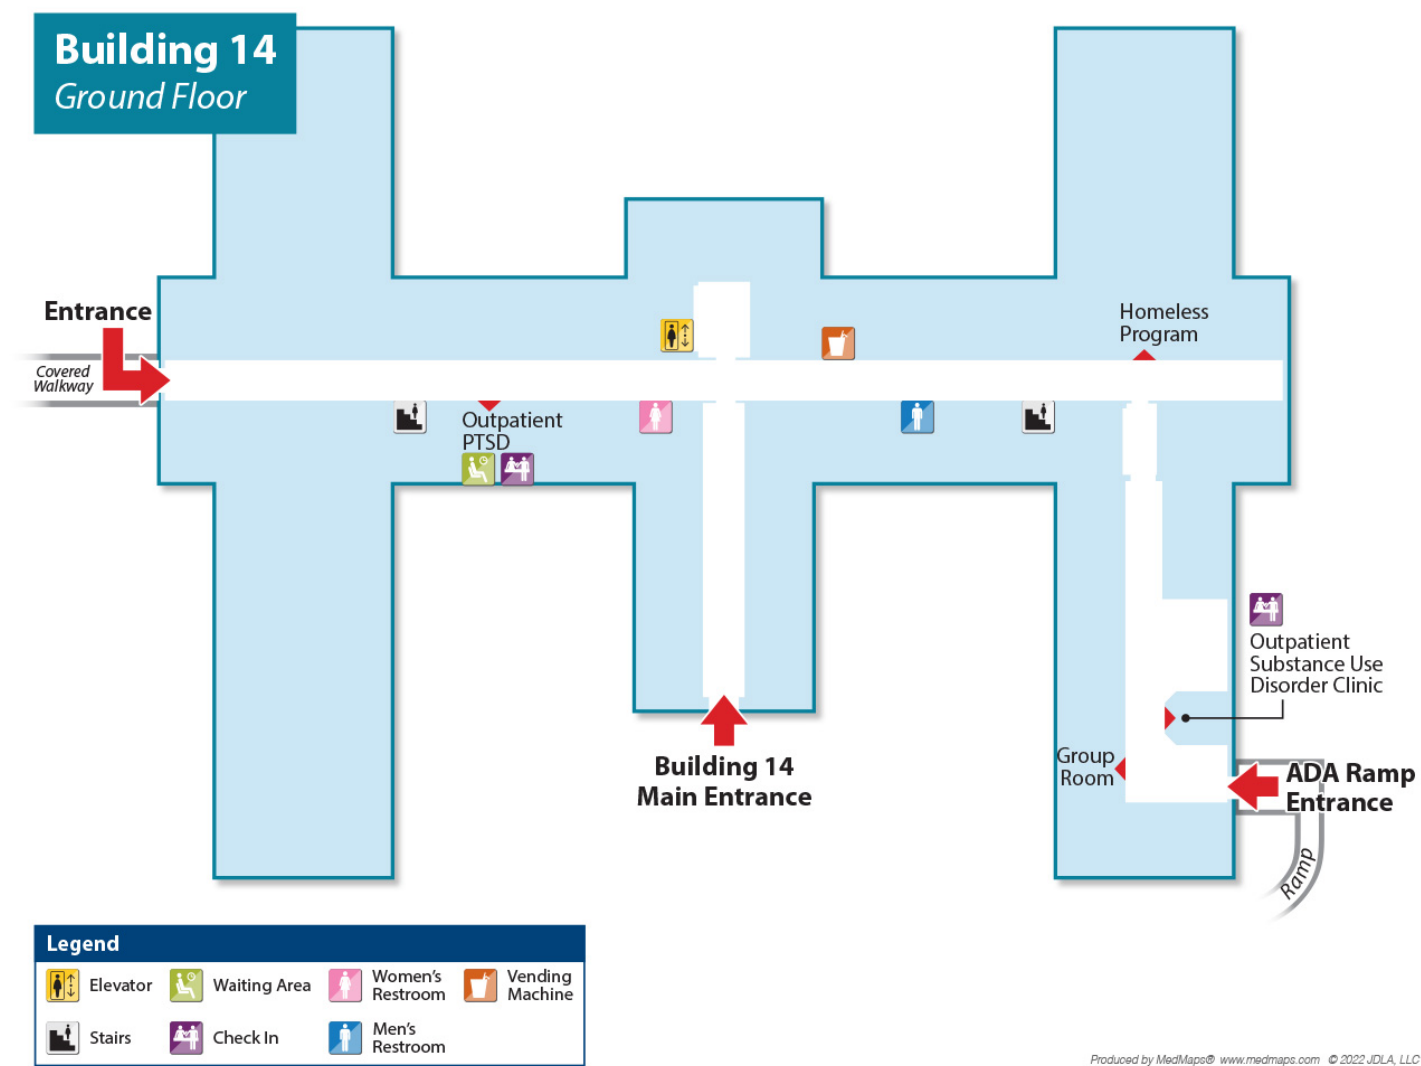 Building 14
Ground Floor
Entrance
Covered
Walkway
Homeless
Program
Outpatient
PTSD
Outpatient
Substance Use
Disorder Clinic
Group
Room
Building 14
Main Entrance
ADA Ramp
Entrance
Ramp
Legend
Elevator
Waiting Area
Women's
Restroom
Vending
Machine
Stairs
Check In
Men's
Restroom
Produced by MedMaps® www.medmaps.com © 2022 JDLA, LLC